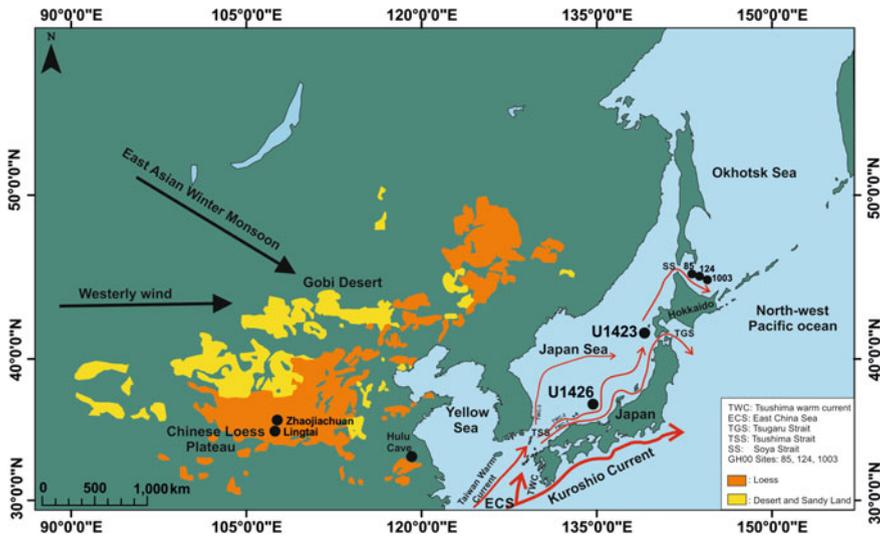 90°0'0"E 105°0'0"E 120°0'0"E 135°0'0"E 150°0'0"E
N
50°0'0"N
40°0'0"N
30°0'0"N
50°0'0"N
40°0'0"N
30°0'0"N
Okhotsk Sea
East Asian Winter Monsoon
Westerly wind
Gobi Desert
SS
85
124
1003
Hokkaido
North-west
Pacific ocean
U1423
TGS
Japan Sea
U1426
Japan
Yellow
Sea
TSS
Zhaojiachuan
Lingtai
Chinese Loess
Plateau
Hulu
Cave
Taiwan Warm
Current
TWC
ECS
Kuroshio Current
0 500 1,000 km
TWC: Tsushima warm current
ECS: East China Sea
TGS: Tsugaru Strait
TSS: Tsushima Strait
SS: Soya Strait
GH00 Sites: 85, 124, 1003
: Loess
: Desert and Sandy Land
90°0'0"E 105°0'0"E 120°0'0"E 135°0'0"E 150°0'0"E